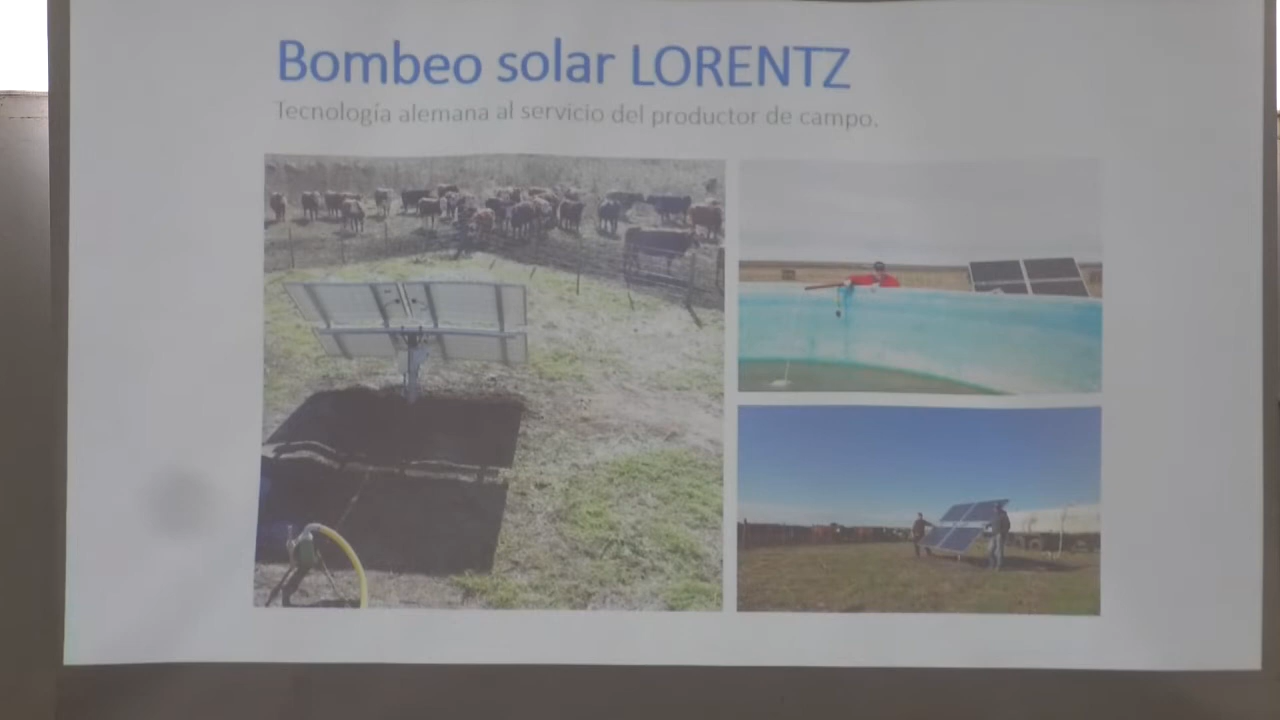 Bombeo solar LORENTZ
Tecnología alemana al servicio del productor de campo.